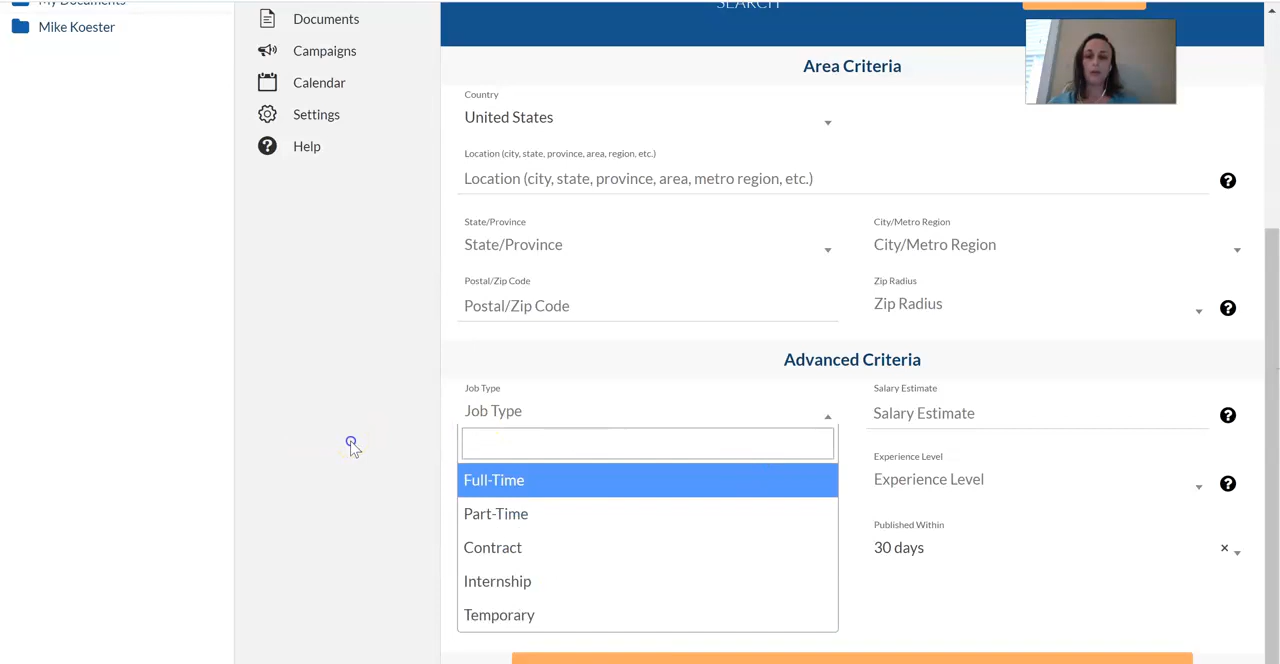 My Documents
Mike Koester
Documents
Campaigns
Calendar
Settings
Help
SEARCH
Area Criteria
Country
United States
Location (city, state, province, area, region, etc.)
Location (city, state, province, area, metro region, etc.)
State/Province
State/Province
City/Metro Region
City/Metro Region
Postal/Zip Code
Postal/Zip Code
Zip Radius
Zip Radius
Advanced Criteria
Job Type
Job Type
Salary Estimate
Salary Estimate
Full-Time
Part-Time
Contract
Internship
Temporary
Experience Level
Experience Level
Published Within
30 days